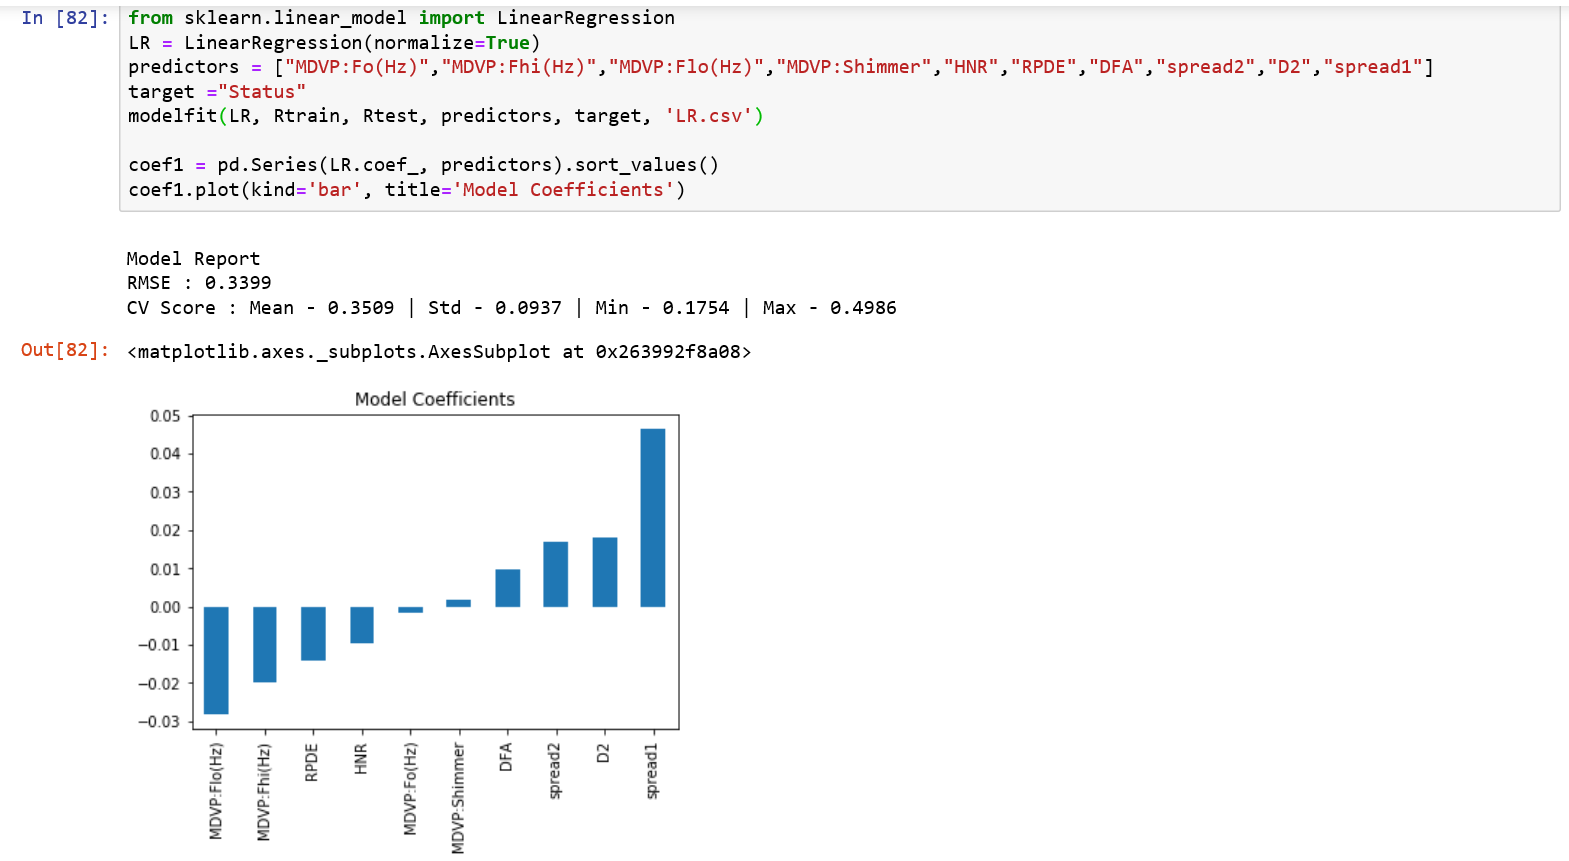 In [82]: from sklearn.linear_model import LinearRegression
LR = LinearRegression(normalize=True)
predictors = ["MDVP:Fo(Hz)","MDVP:Fhi(Hz)","MDVP:Flo(Hz)","MDVP:Shimmer","HNR","RPDE","DFA","spread2","D2","spread1"]
target ="Status"
modelfit(LR, Rtrain, Rtest, predictors, target, 'LR.csv')
coef1 = pd.Series(LR.coef_, predictors).sort_values()
coef1.plot(kind='bar', title='Model Coefficients')
Model Report
RMSE : 0.3399
CV Score : Mean - 0.3509 | Std - 0.0937 | Min - 0.1754 | Max - 0.4986
Out[82]: <matplotlib.axes._subplots.AxesSubplot at 0x263992f8a08>
Model Coefficients
0.05
0.04
0.03
0.02
0.01
0.00
−0.01
−0.02
−0.03
MDVP:Flo(Hz)
MDVP:Fhi(Hz)
RPDE
HNR
MDVP:Fo(Hz)
MDVP:Shimmer
DFA
spread2
D2
spread1